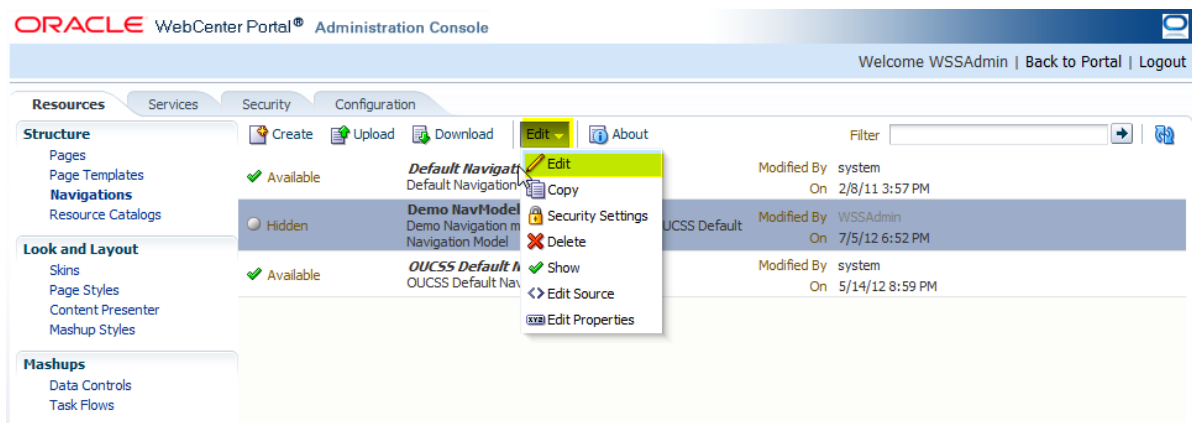 ORACLE WebCenter Portal® Administration Console
Welcome WSSAdmin | Back to Portal | Logout
Resources Services Security Configuration
Structure
Pages
Page Templates
Navigations
Resource Catalogs
Look and Layout
Skins
Page Styles
Content Presenter
Mashup Styles
Mashups
Data Controls
Task Flows
Create Upload Download Edit About Filter
Available
Default Navigati
Default Navigation
Modified By system
On 2/8/11 3:57 PM
Hidden
Demo NavModel
Demo Navigation m UCSS Default
Navigation Model
Modified By WSSAdmin
On 7/5/12 6:52 PM
Available
OUCSS Default N
OUCSS Default Nav
Modified By system
On 5/14/12 8:59 PM
Edit
Copy
Security Settings
Delete
Show
Edit Source
xyz Edit Properties